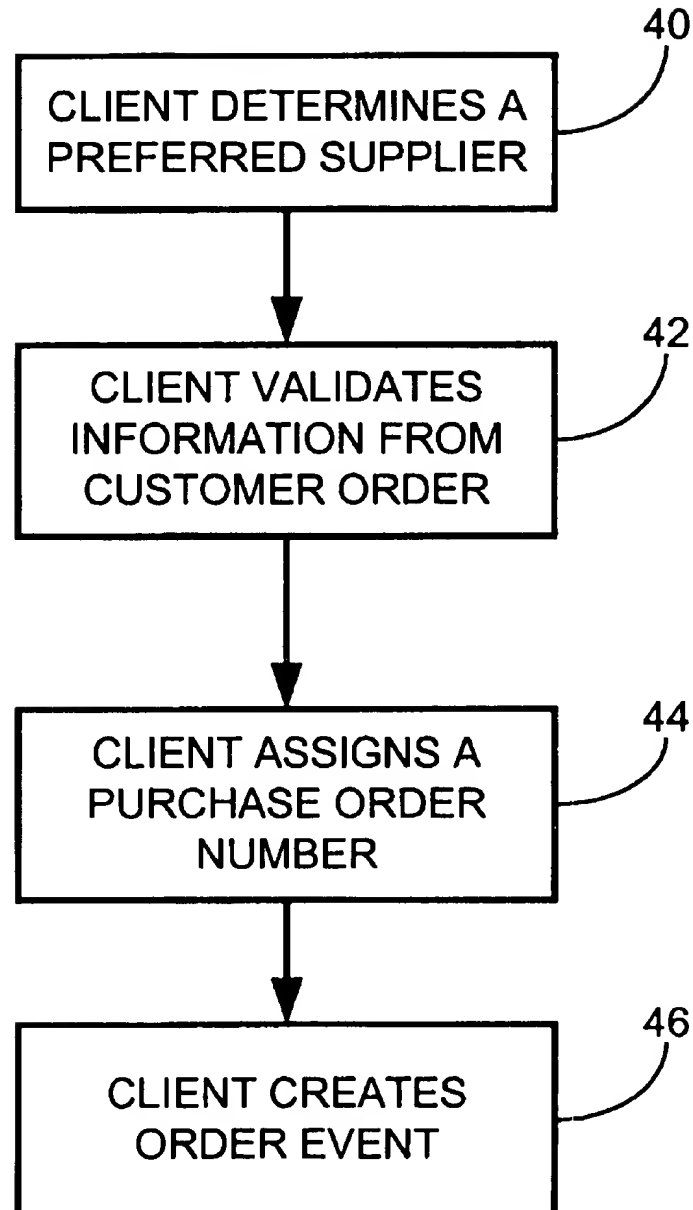 40
CLIENT DETERMINES A
PREFERRED SUPPLIER
42
CLIENT VALIDATES
INFORMATION FROM
CUSTOMER ORDER
44
CLIENT ASSIGNS A
PURCHASE ORDER
NUMBER
46
CLIENT CREATES
ORDER EVENT